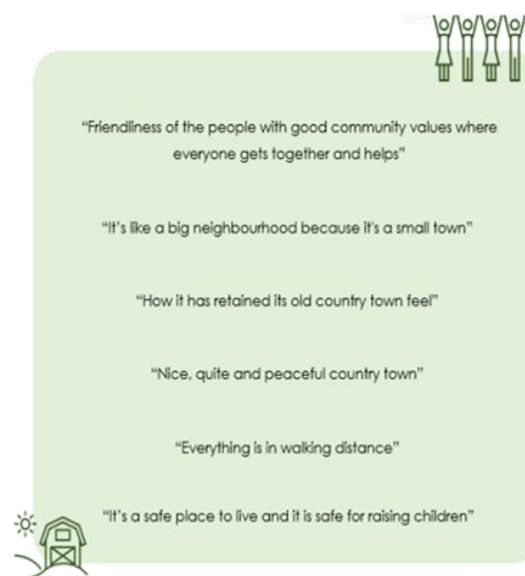 “Friendliness of the people with good community values where
everyone gets together and helps”
“It’s like a big neighbourhood because it’s a small town”
“How it has retained its old country town feel”
“Nice, quite and peaceful country town”
“Everything is in walking distance”
“It’s a safe place to live and it is safe for raising children”